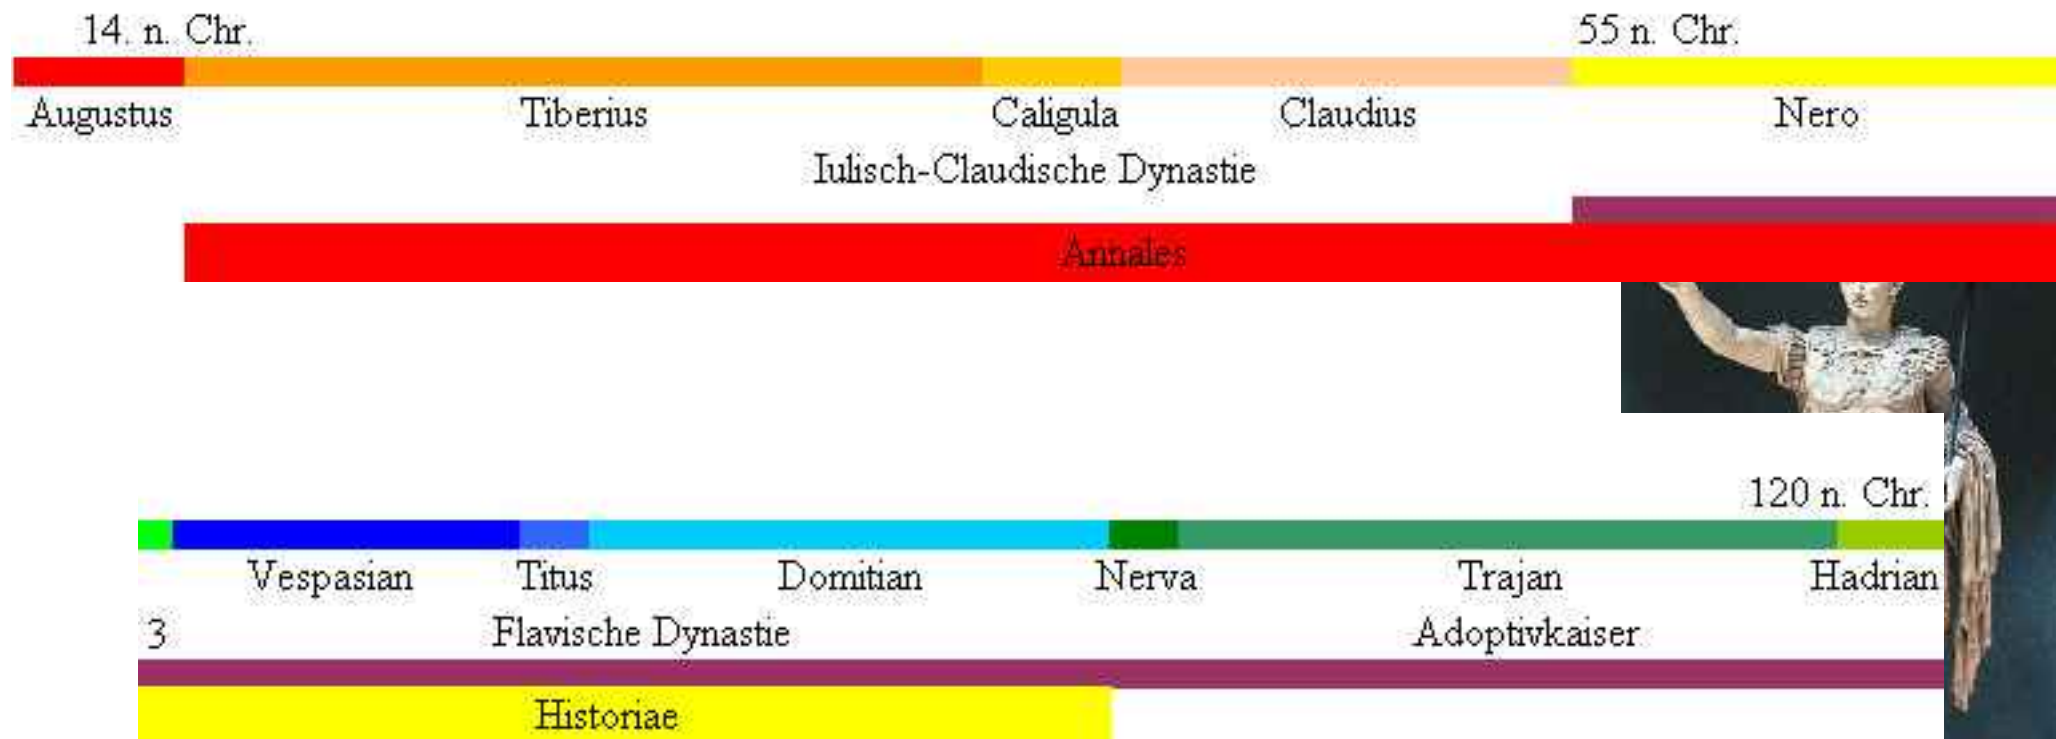 14. n. Chr. 55 n. Chr.
Augustus Tiberius Caligula Claudius Nero
Iulisch-Claudische Dynastie
Annales
120 n. Chr.
Vespasian Titus Domitian Nerva Trajan Hadrian
3 Flavische Dynastie Adoptivkaiser
Historiae